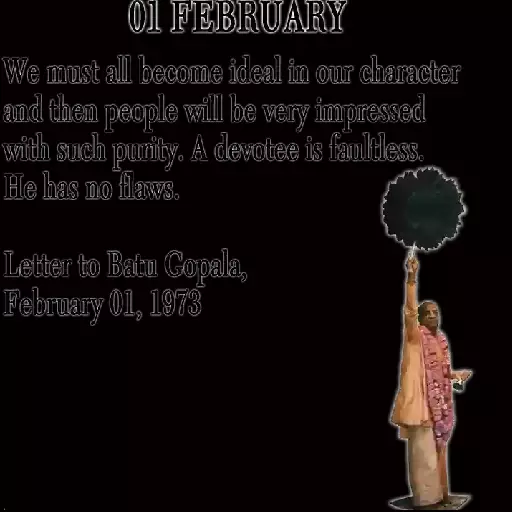 01 FEBRUARY
We must all become ideal in our character
and then people will be very impressed
with such purity. A devotee is faultless.
He has no flaws.
Letter to Batu Gopala,
February 01, 1973